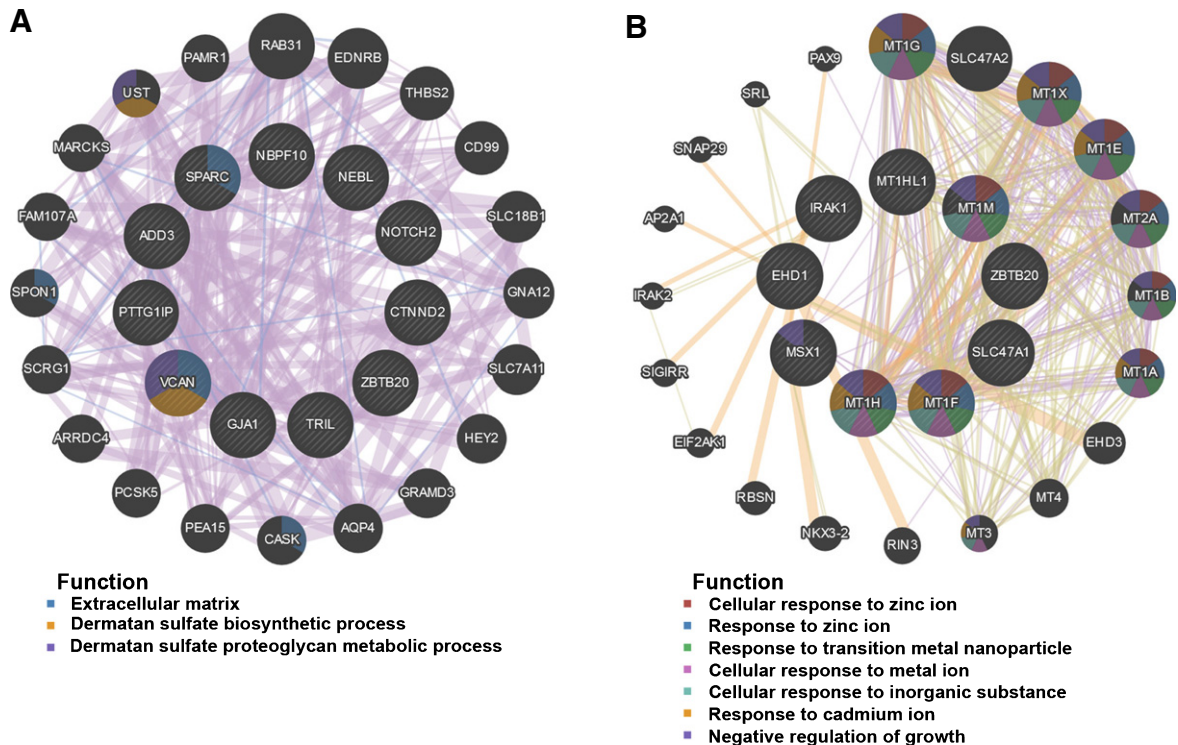 A
RAB31
EDNRB
PAMR1
THBS2
UST
CD99
MARCKS
NBPF10
SPARC
NEBL
SLC18B1
FAM107A
NOTCH2
ADD3
SPON1
GNA12
PTTG1IP
CTNND2
SCRG1
SLC7A11
VCAN
ZBTB20
GJA1
TRIL
ARRDC4
HEY2
PCSK5
GRAMD3
PEA15
AQP4
CASK
Function
Extracellular matrix
Dermatan sulfate biosynthetic process
Dermatan sulfate proteoglycan metabolic process
B
MT1G
SLC47A2
PAX9
SRL
MT1X
SNAP29
MT1E
MT1HL1
IRAK1
MT1M
AP2A1
MT2A
EHD1
ZBTB20
IRAK2
MT1B
MSX1
SLC47A1
SIGIRR
MT1A
MT1H
MT1F
EIF2AK1
EHD3
RBSN
MT4
NKX3-2
RIN3
MT3
Function
Cellular response to zinc ion
Response to zinc ion
Response to transition metal nanoparticle
Cellular response to metal ion
Cellular response to inorganic substance
Response to cadmium ion
Negative regulation of growth